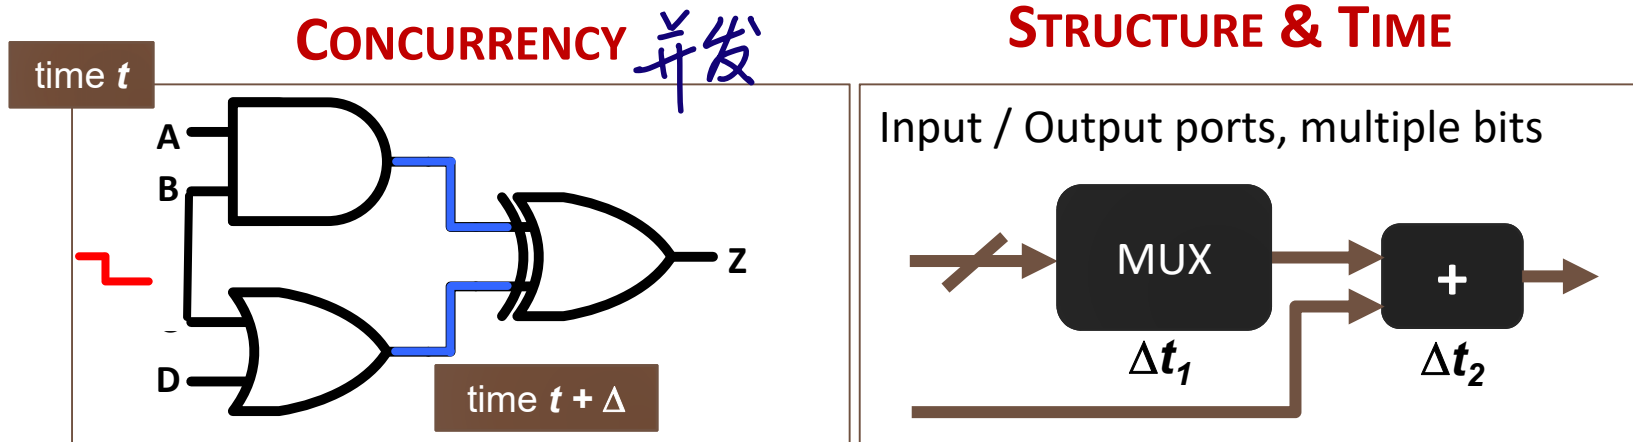 CONCURRENCY 并发
time t
A
B
D
Z
time t + Δ
STRUCTURE & TIME
Input / Output ports, multiple bits
MUX
+
Δt1
Δt2